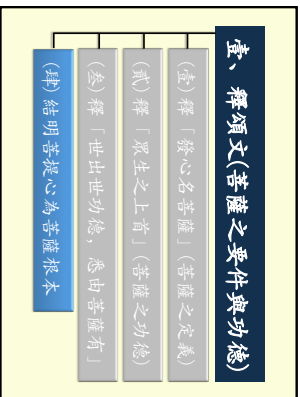 壹、釋頌文(菩薩之要件與功德)
(壹) 釋「發心名菩薩」(菩薩之定義)
(貳) 釋「眾生之上首」(菩薩之功德)
(叁) 釋「世出世功德，悉由菩薩有」
(肆) 結明菩提心為菩薩根本